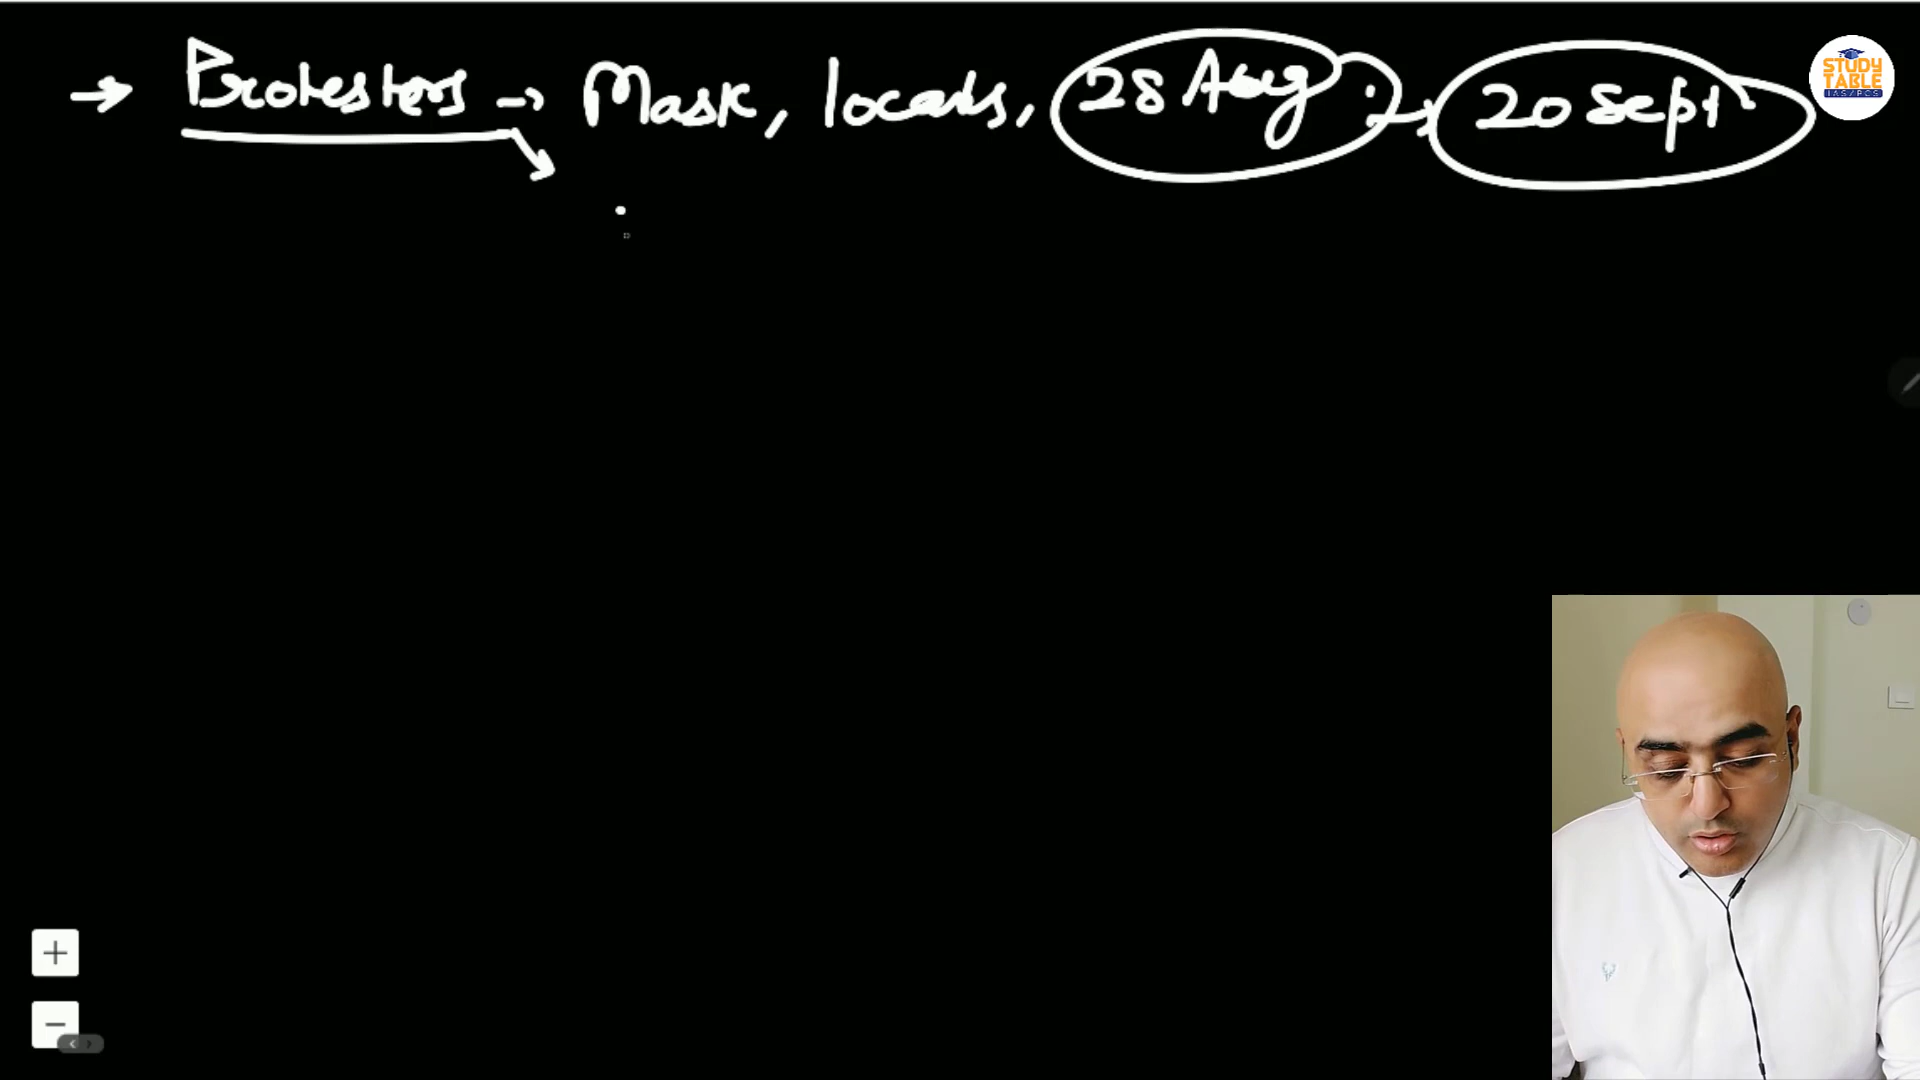 → Protesters → Mask, locals, 28 Aug, 20 Sept
STUDY
TABLE
IAS/PCS